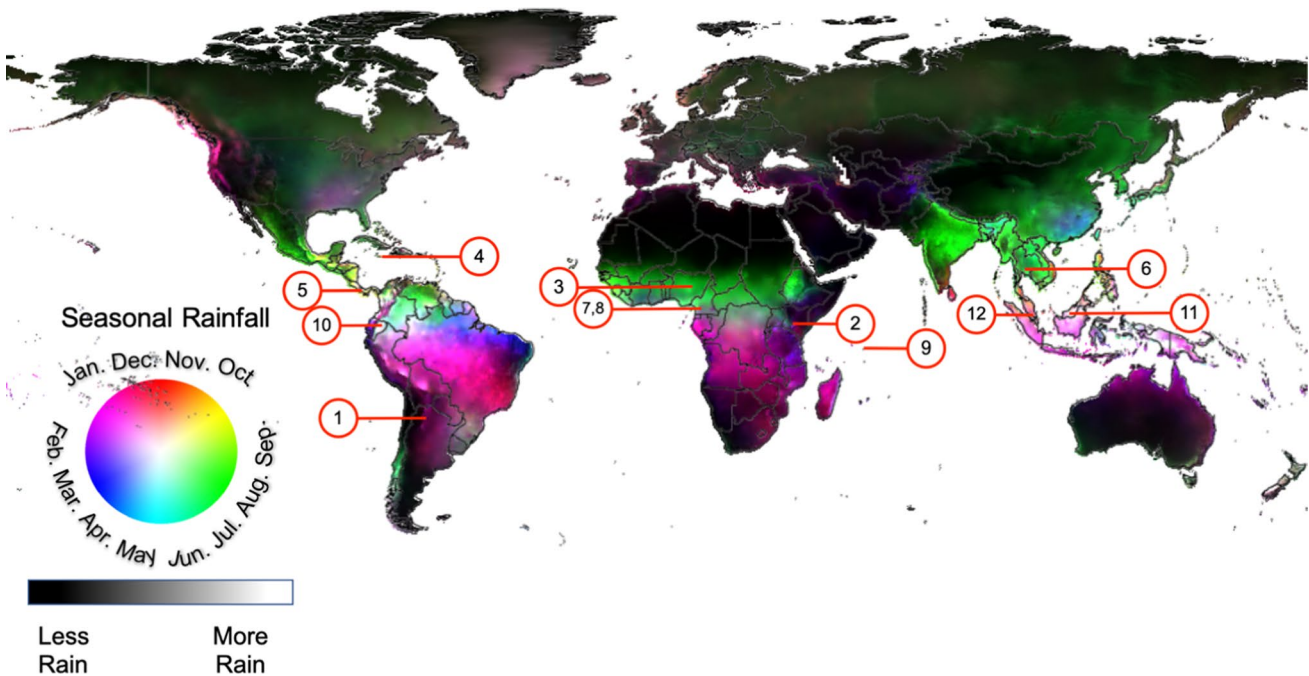 4
5
3
6
Seasonal Rainfall
7,8
10
2
12
11
9
Jan. Dec. Nov. Oct
1
Feb. Mar. Apr. May Jun. Jul. Aug. Sep.
Less Rain
More Rain